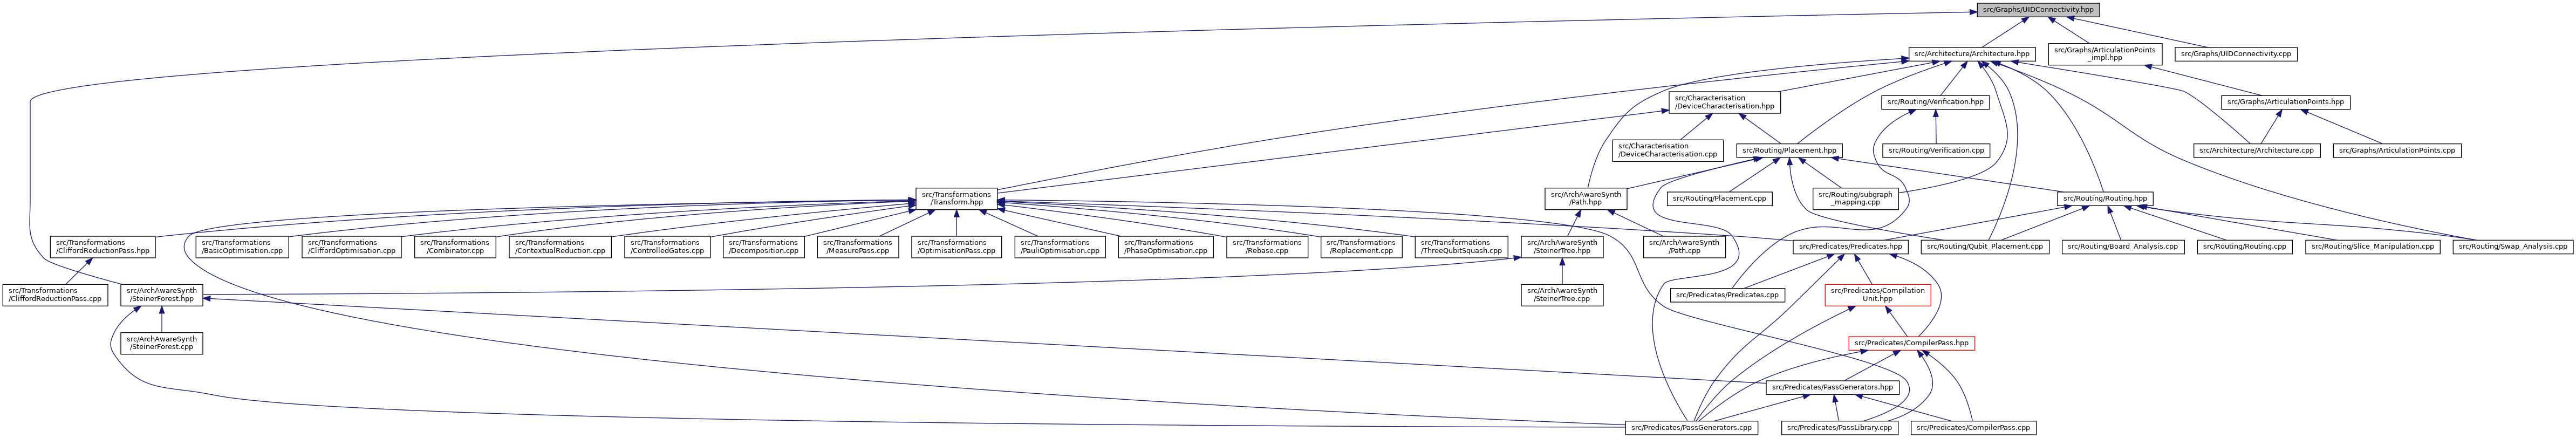 src/Graphs/UIDConnectivity.hpp
src/Architecture/Architecture.hpp
src/Graphs/ArticulationPoints
_impl.hpp
src/Graphs/UIDConnectivity.cpp
src/Characterisation
/DeviceCharacterisation.hpp
src/Routing/Verification.hpp
src/Graphs/ArticulationPoints.hpp
src/Characterisation
/DeviceCharacterisation.cpp
src/Routing/Placement.hpp
src/Routing/Verification.cpp
src/Architecture/Architecture.cpp
src/Graphs/ArticulationPoints.cpp
src/Transformations
/Transform.hpp
src/ArchAwareSynth
/Path.hpp
src/Routing/Placement.cpp
src/Routing/subgraph
_mapping.cpp
src/Routing/Routing.hpp
src/Transformations
/CliffordReductionPass.hpp
src/Transformations
/BasicOptimisation.cpp
src/Transformations
/CliffordOptimisation.cpp
src/Transformations
/Combinator.cpp
src/Transformations
/ContextualReduction.cpp
src/Transformations
/ControlledGates.cpp
src/Transformations
/Decomposition.cpp
src/Transformations
/MeasurePass.cpp
src/Transformations
/OptimisationPass.cpp
src/Transformations
/PauliOptimisation.cpp
src/Transformations
/PhaseOptimisation.cpp
src/Transformations
/Rebase.cpp
src/Transformations
/Replacement.cpp
src/Transformations
/ThreeQubitSquash.cpp
src/ArchAwareSynth
/SteinerTree.hpp
src/ArchAwareSynth
/Path.cpp
src/Predicates/Predicates.hpp
src/Routing/Qubit_Placement.cpp
src/Routing/Board_Analysis.cpp
src/Routing/Routing.cpp
src/Routing/Slice_Manipulation.cpp
src/Routing/Swap_Analysis.cpp
src/Transformations
/CliffordReductionPass.cpp
src/ArchAwareSynth
/SteinerForest.hpp
src/ArchAwareSynth
/SteinerTree.cpp
src/Predicates/Predicates.cpp
src/Predicates/Compilation
Unit.hpp
src/ArchAwareSynth
/SteinerForest.cpp
src/Predicates/CompilerPass.hpp
src/Predicates/PassGenerators.hpp
src/Predicates/PassGenerators.cpp
src/Predicates/PassLibrary.cpp
src/Predicates/CompilerPass.cpp